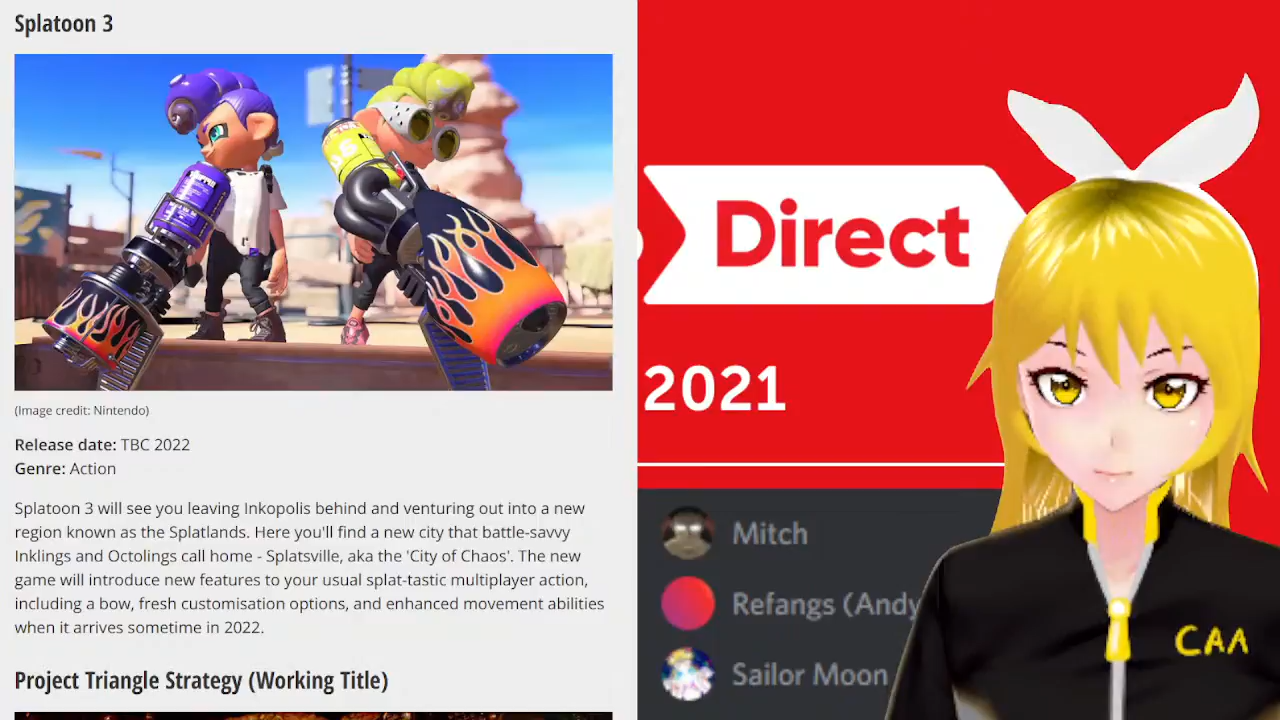 Splatoon 3
(Image credit: Nintendo)
Release date: TBC 2022
Genre: Action
Splatoon 3 will see you leaving Inkopolis behind and venturing out into a new
region known as the Splatlands. Here you'll find a new city that battle-savvy
Inklings and Octolings call home - Splatsville, aka the 'City of Chaos'. The new
game will introduce new features to your usual splat-tastic multiplayer action,
including a bow, fresh customisation options, and enhanced movement abilities
when it arrives sometime in 2022.
Project Triangle Strategy (Working Title)
Direct
2021
Mitch
Refangs (Andy
Sailor Moon
CAA